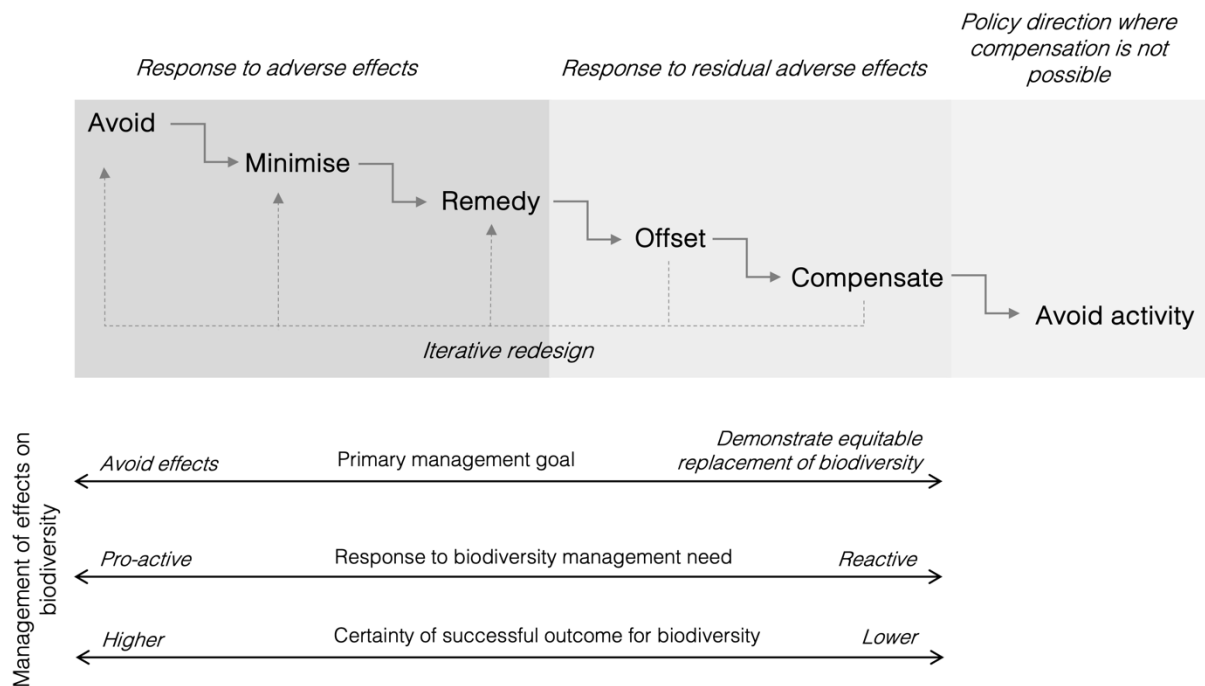 Response to adverse effects
Response to residual adverse effects
Policy direction where
compensation is not
possible
Avoid
Minimise
Remedy
Offset
Compensate
Avoid activity
Iterative redesign
Management of effects on
biodiversity
Avoid effects
Primary management goal
Demonstrate equitable
replacement of biodiversity
Pro-active
Response to biodiversity management need
Reactive
Higher
Certainty of successful outcome for biodiversity
Lower